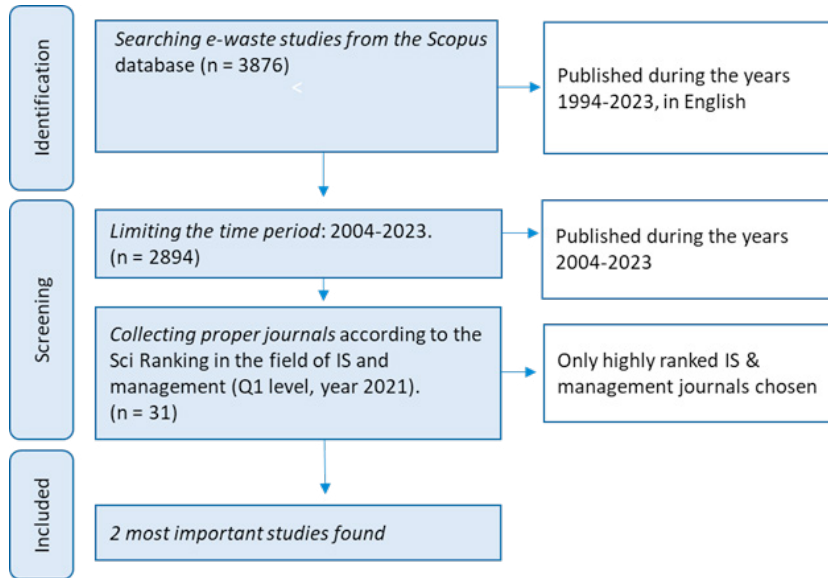 Identification
Searching e-waste studies from the Scopus
database (n = 3876)
<
Published during the years
1994-2023, in English
Screening
Limiting the time period: 2004-2023.
(n = 2894)
Published during the years
2004-2023
Collecting proper journals according to the
Sci Ranking in the field of IS and
management (Q1 level, year 2021).
(n = 31)
Only highly ranked IS &
management journals chosen
Included
2 most important studies found